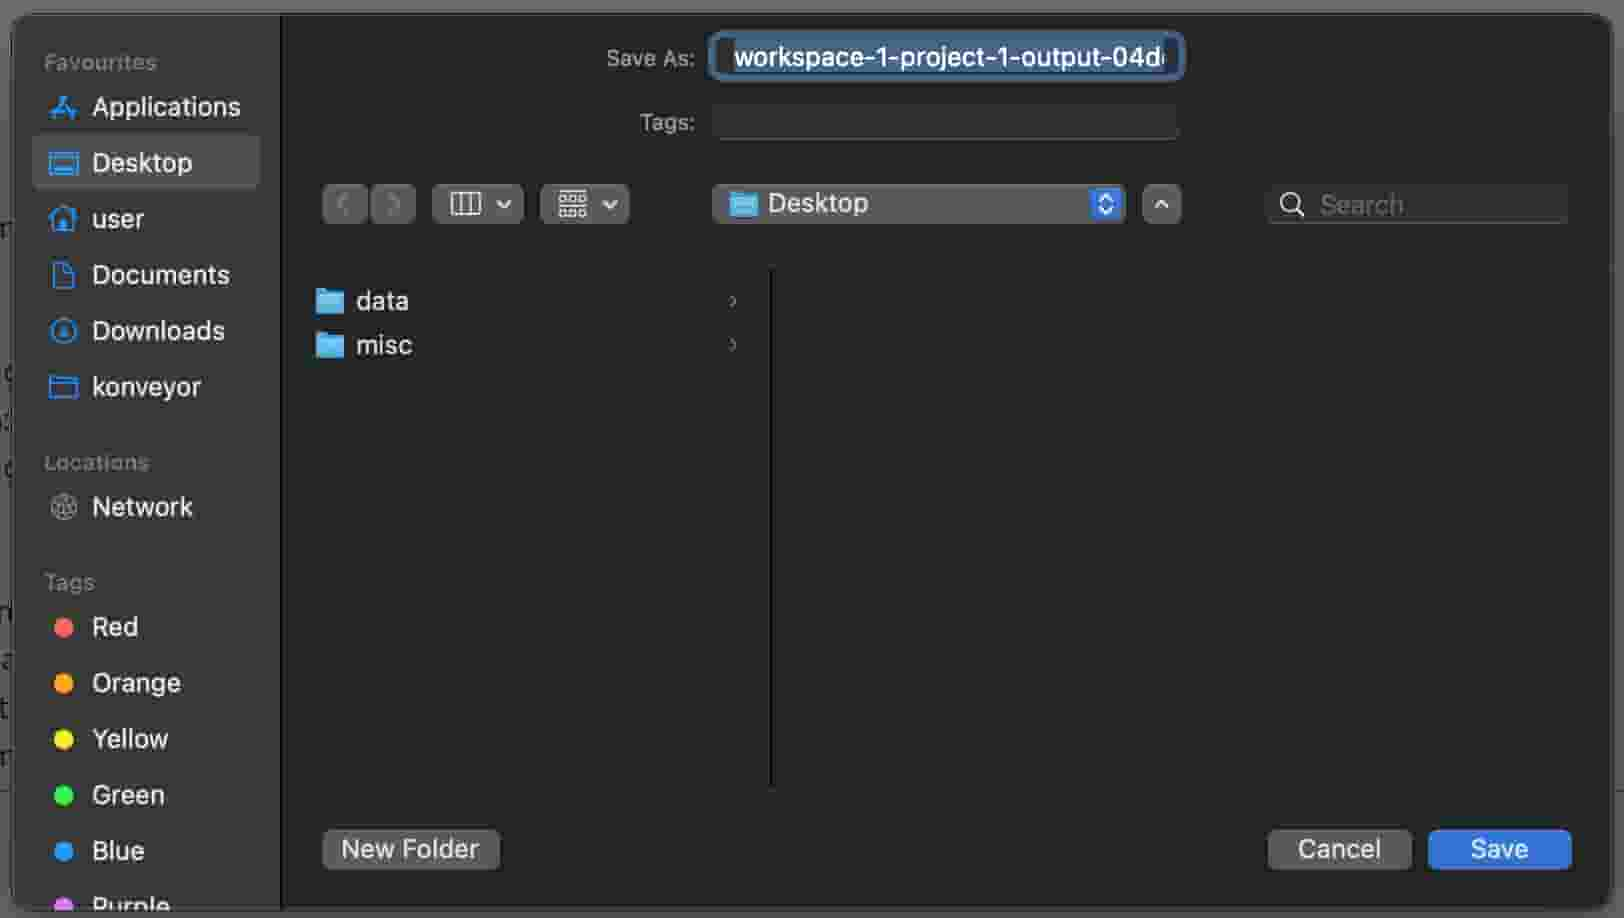 Favourites
Applications
Desktop
user
Documents
Downloads
konveyor
Locations
Network
Tags
Red
Orange
Yellow
Green
Blue
Purple
Save As: workspace-1-project-1-output-04d
Tags:
Desktop
Search
data
misc
New Folder
Cancel
Save